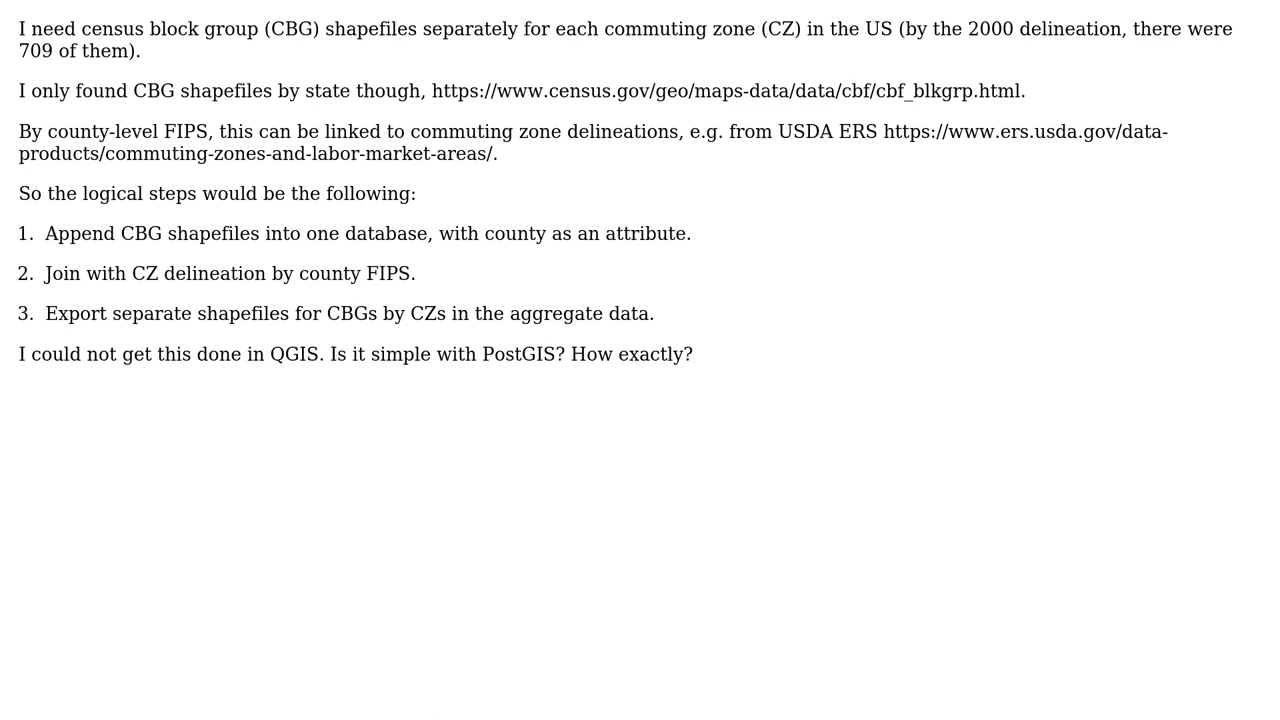 I need census block group (CBG) shapefiles separately for each commuting zone (CZ) in the US (by the 2000 delineation, there were
709 of them).
I only found CBG shapefiles by state though, https://www.census.gov/geo/maps-data/data/cbf/cbf_blkgrp.html.
By county-level FIPS, this can be linked to commuting zone delineations, e.g. from USDA ERS https://www.ers.usda.gov/data-
products/commuting-zones-and-labor-market-areas/.
So the logical steps would be the following:
1. Append CBG shapefiles into one database, with county as an attribute.
2. Join with CZ delineation by county FIPS.
3. Export separate shapefiles for CBGs by CZs in the aggregate data.
I could not get this done in QGIS. Is it simple with PostGIS? How exactly?